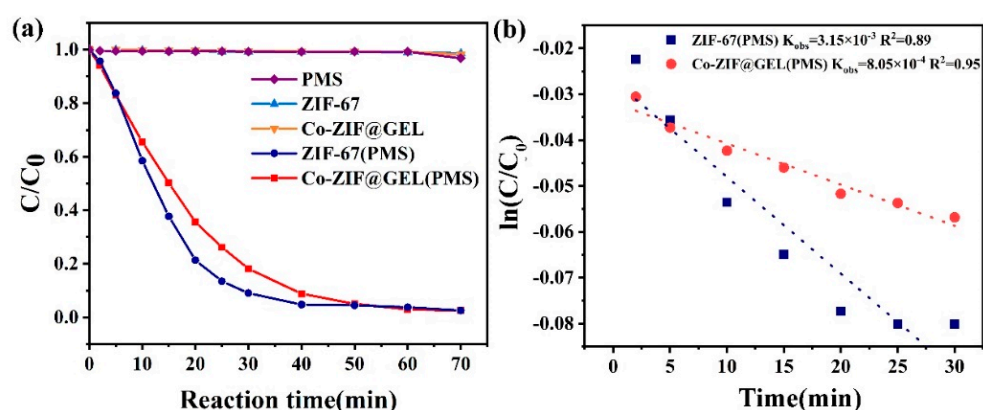 (a)
1.0
0.8
0.6
0.4
0.2
0.0
C/C0
PMS
ZIF-67
Co-ZIF@GEL
ZIF-67(PMS)
Co-ZIF@GEL(PMS)
0 10 20 30 40 50 60 70
Reaction time(min)
(b)
-0.02
-0.03
-0.04
-0.05
-0.06
-0.07
-0.08
ln(C/C0)
ZIF-67(PMS) Kobs=3.15×10-3 R2=0.89
Co-ZIF@GEL(PMS) Kobs=8.05×10-4 R2=0.95
0 5 10 15 20 25 30
Time(min)